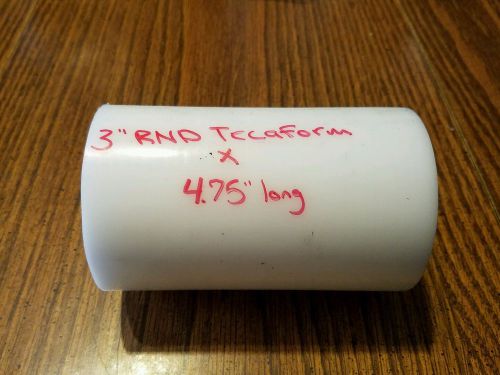 3" RND Tecaform
x
4.75" long